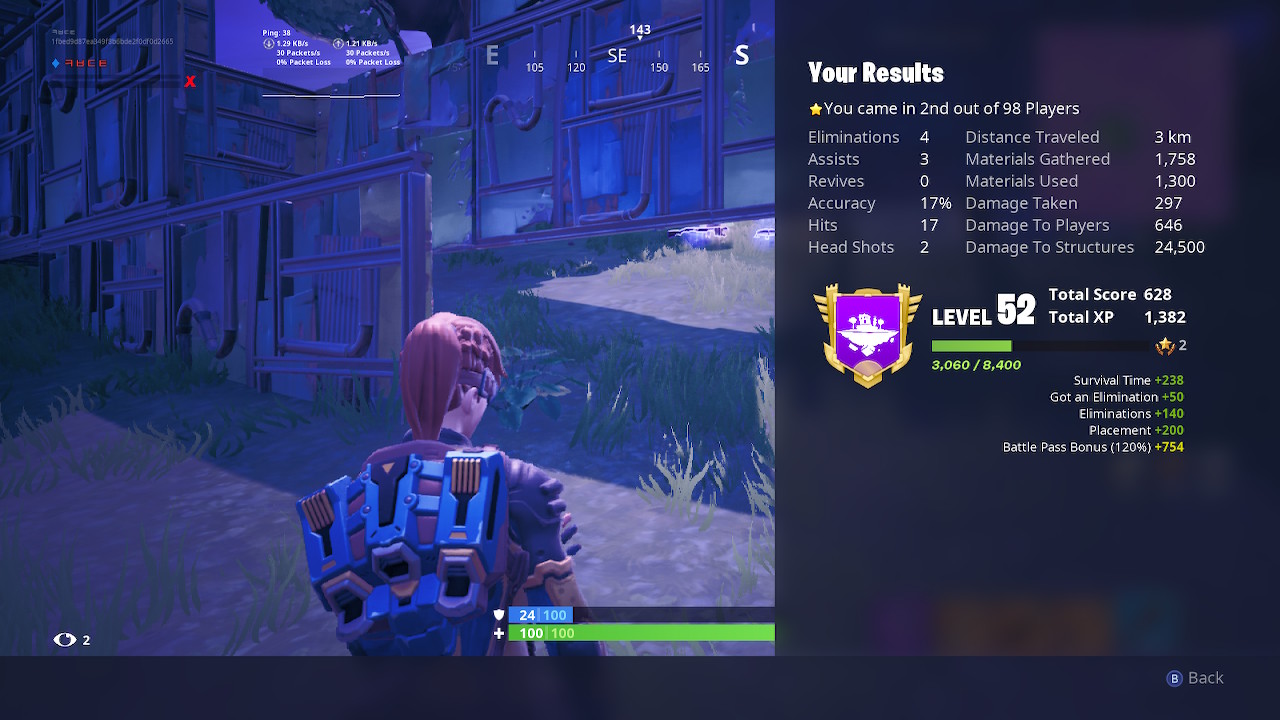 Ping: 38
1.29 KB/s 1.21 KB/s
30 Packets/s 30 Packets/s
0% Packet Loss 0% Packet Loss
143
E SE S
105 120 150 165
X
Your Results
You came in 2nd out of 98 Players
Eliminations 4 Distance Traveled 3 km
Assists 3 Materials Gathered 1,758
Revives 0 Materials Used 1,300
Accuracy 17% Damage Taken 297
Hits 17 Damage To Players 646
Head Shots 2 Damage To Structures 24,500
LEVEL 52 Total Score 628
Total XP 1,382
2
3,060 / 8,400
Survival Time +238
Got an Elimination +50
Eliminations +140
Placement +200
Battle Pass Bonus (120%) +754
24 | 100
100 | 100
2
B Back